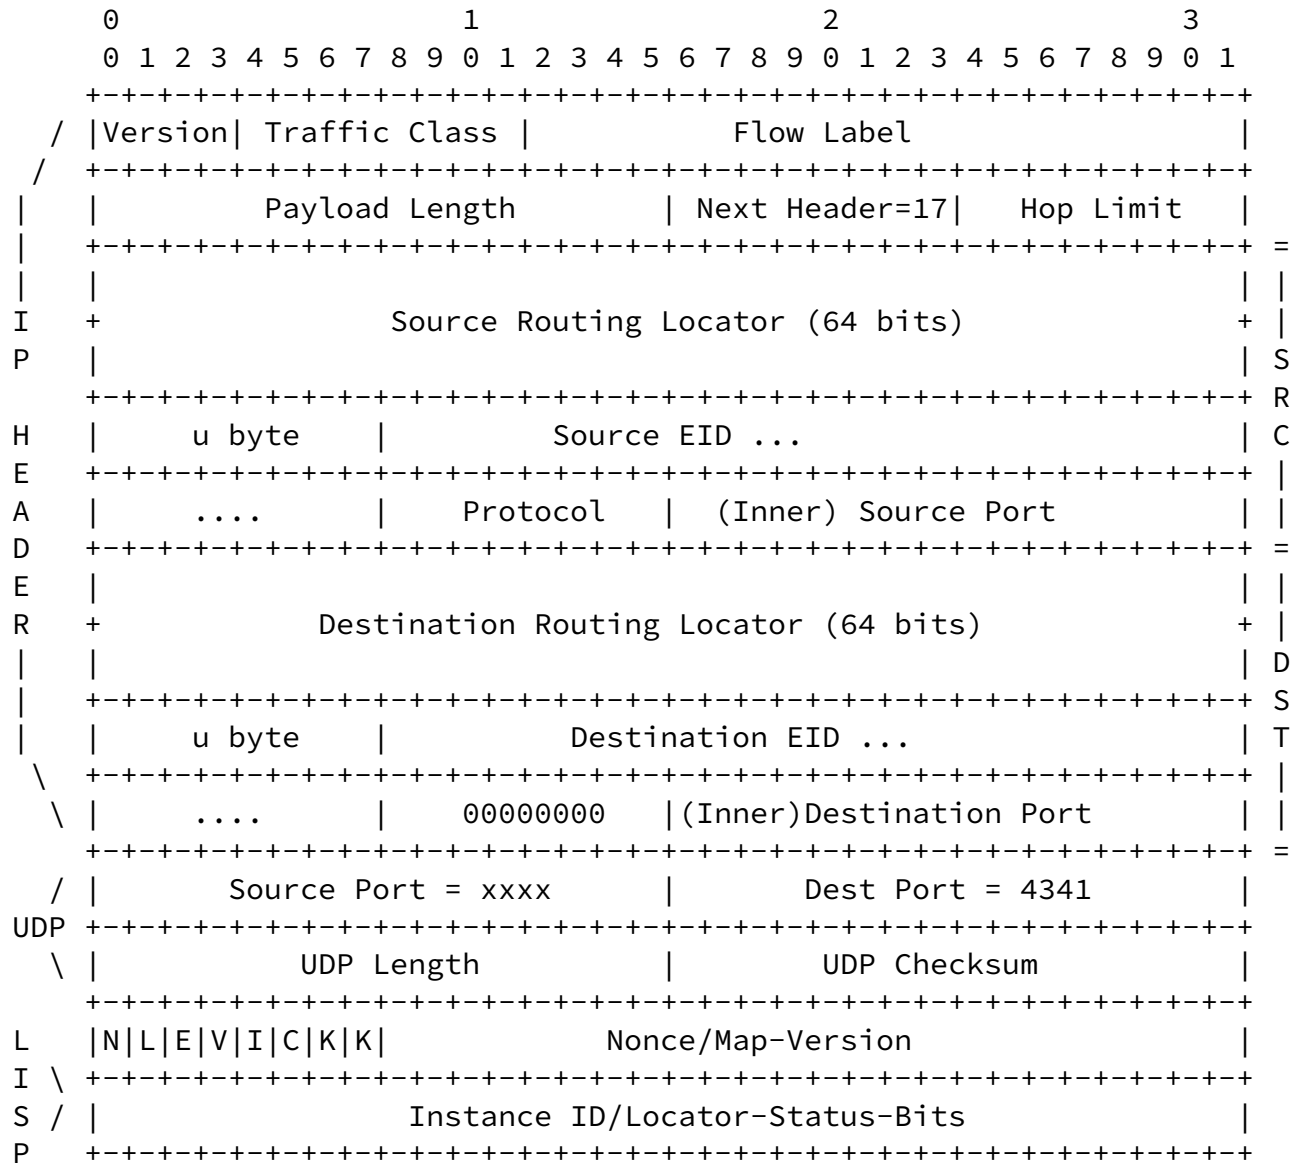 0                   1                   2                   3
        0 1 2 3 4 5 6 7 8 9 0 1 2 3 4 5 6 7 8 9 0 1 2 3 4 5 6 7 8 9 0 1
       +-+-+-+-+-+-+-+-+-+-+-+-+-+-+-+-+-+-+-+-+-+-+-+-+-+-+-+-+-+-+-+-+
     / |Version| Traffic Class |           Flow Label                  |
    /  +-+-+-+-+-+-+-+-+-+-+-+-+-+-+-+-+-+-+-+-+-+-+-+-+-+-+-+-+-+-+-+-+
   |   |         Payload Length        | Next Header=17|   Hop Limit   |
   |   +-+-+-+-+-+-+-+-+-+-+-+-+-+-+-+-+-+-+-+-+-+-+-+-+-+-+-+-+-+-+-+-+ =
   |   |                                                               | |
   I   +                Source Routing Locator (64 bits)               + |
   P   |                                                               | S
       +-+-+-+-+-+-+-+-+-+-+-+-+-+-+-+-+-+-+-+-+-+-+-+-+-+-+-+-+-+-+-+-+ R
   H   |     u byte    |         Source EID ...                        | C
   E   +-+-+-+-+-+-+-+-+-+-+-+-+-+-+-+-+-+-+-+-+-+-+-+-+-+-+-+-+-+-+-+-+ |
   A   |     ....      |    Protocol   |  (Inner) Source Port          | |
   D   +-+-+-+-+-+-+-+-+-+-+-+-+-+-+-+-+-+-+-+-+-+-+-+-+-+-+-+-+-+-+-+-+ =
   E   |                                                               | |
   R   +            Destination Routing Locator (64 bits)              + |
   |   |                                                               | D
   |   +-+-+-+-+-+-+-+-+-+-+-+-+-+-+-+-+-+-+-+-+-+-+-+-+-+-+-+-+-+-+-+-+ S
   |   |     u byte    |          Destination EID ...                  | T
    \  +-+-+-+-+-+-+-+-+-+-+-+-+-+-+-+-+-+-+-+-+-+-+-+-+-+-+-+-+-+-+-+-+ |
     \ |     ....      |    00000000   |(Inner)Destination Port        | |
       +-+-+-+-+-+-+-+-+-+-+-+-+-+-+-+-+-+-+-+-+-+-+-+-+-+-+-+-+-+-+-+-+ =
     / |       Source Port = xxxx      |       Dest Port = 4341        |
   UDP +-+-+-+-+-+-+-+-+-+-+-+-+-+-+-+-+-+-+-+-+-+-+-+-+-+-+-+-+-+-+-+-+
     \ |           UDP Length          |        UDP Checksum           |
       +-+-+-+-+-+-+-+-+-+-+-+-+-+-+-+-+-+-+-+-+-+-+-+-+-+-+-+-+-+-+-+-+
   L   |N|L|E|V|I|C|K|K|            Nonce/Map-Version                  |
   I \ +-+-+-+-+-+-+-+-+-+-+-+-+-+-+-+-+-+-+-+-+-+-+-+-+-+-+-+-+-+-+-+-+
   S / |                 Instance ID/Locator-Status-Bits               |
   P   +-+-+-+-+-+-+-+-+-+-+-+-+-+-+-+-+-+-+-+-+-+-+-+-+-+-+-+-+-+-+-+-+